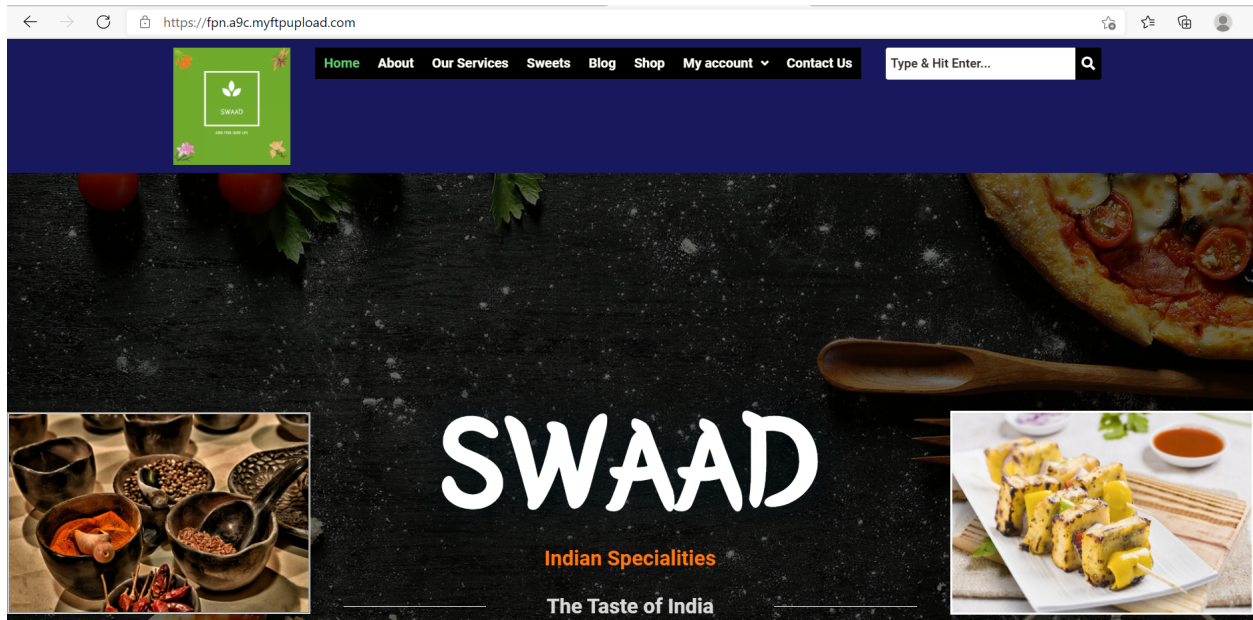 https://fpn.a9c.myftpupload.com
SWAAD
Home About Our Services Sweets Blog Shop My account Contact Us
Type & Hit Enter...
SWAAD
Indian Specialities
The Taste of India